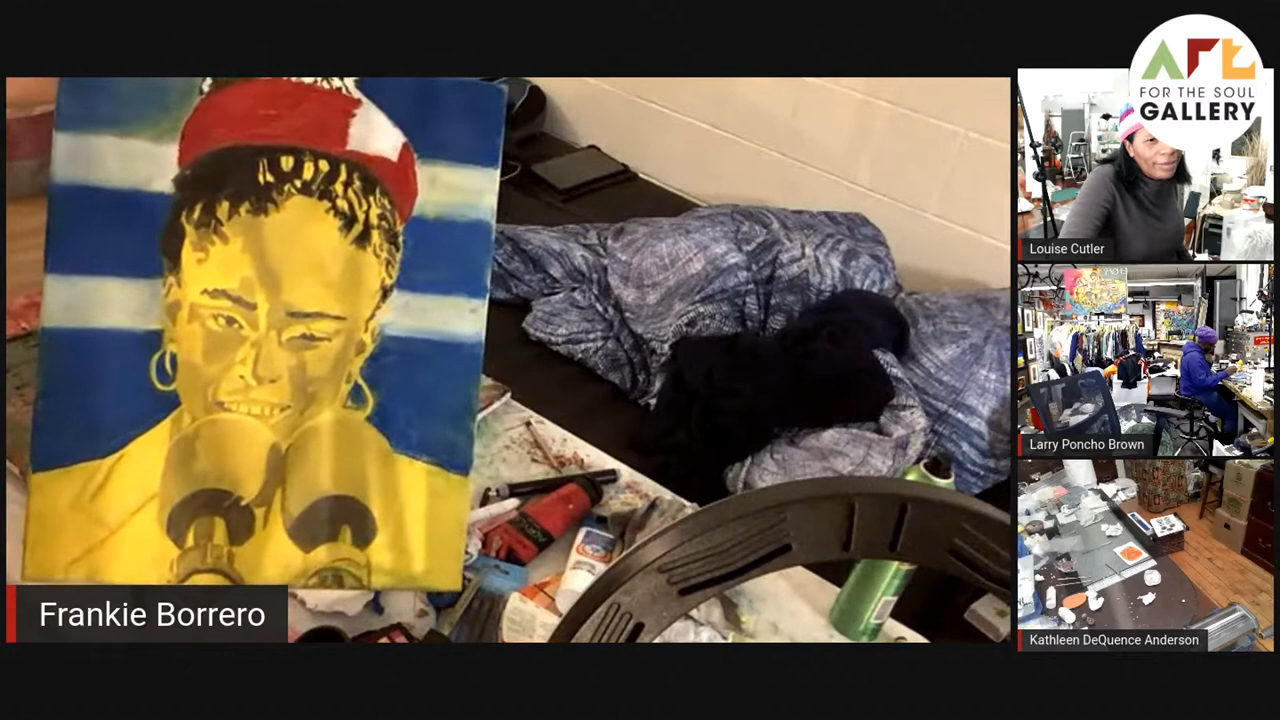 ART
FOR THE SOUL
GALLERY
Louise Cutler
Larry Poncho Brown
Frankie Borrero
Kathleen DeQuence Anderson